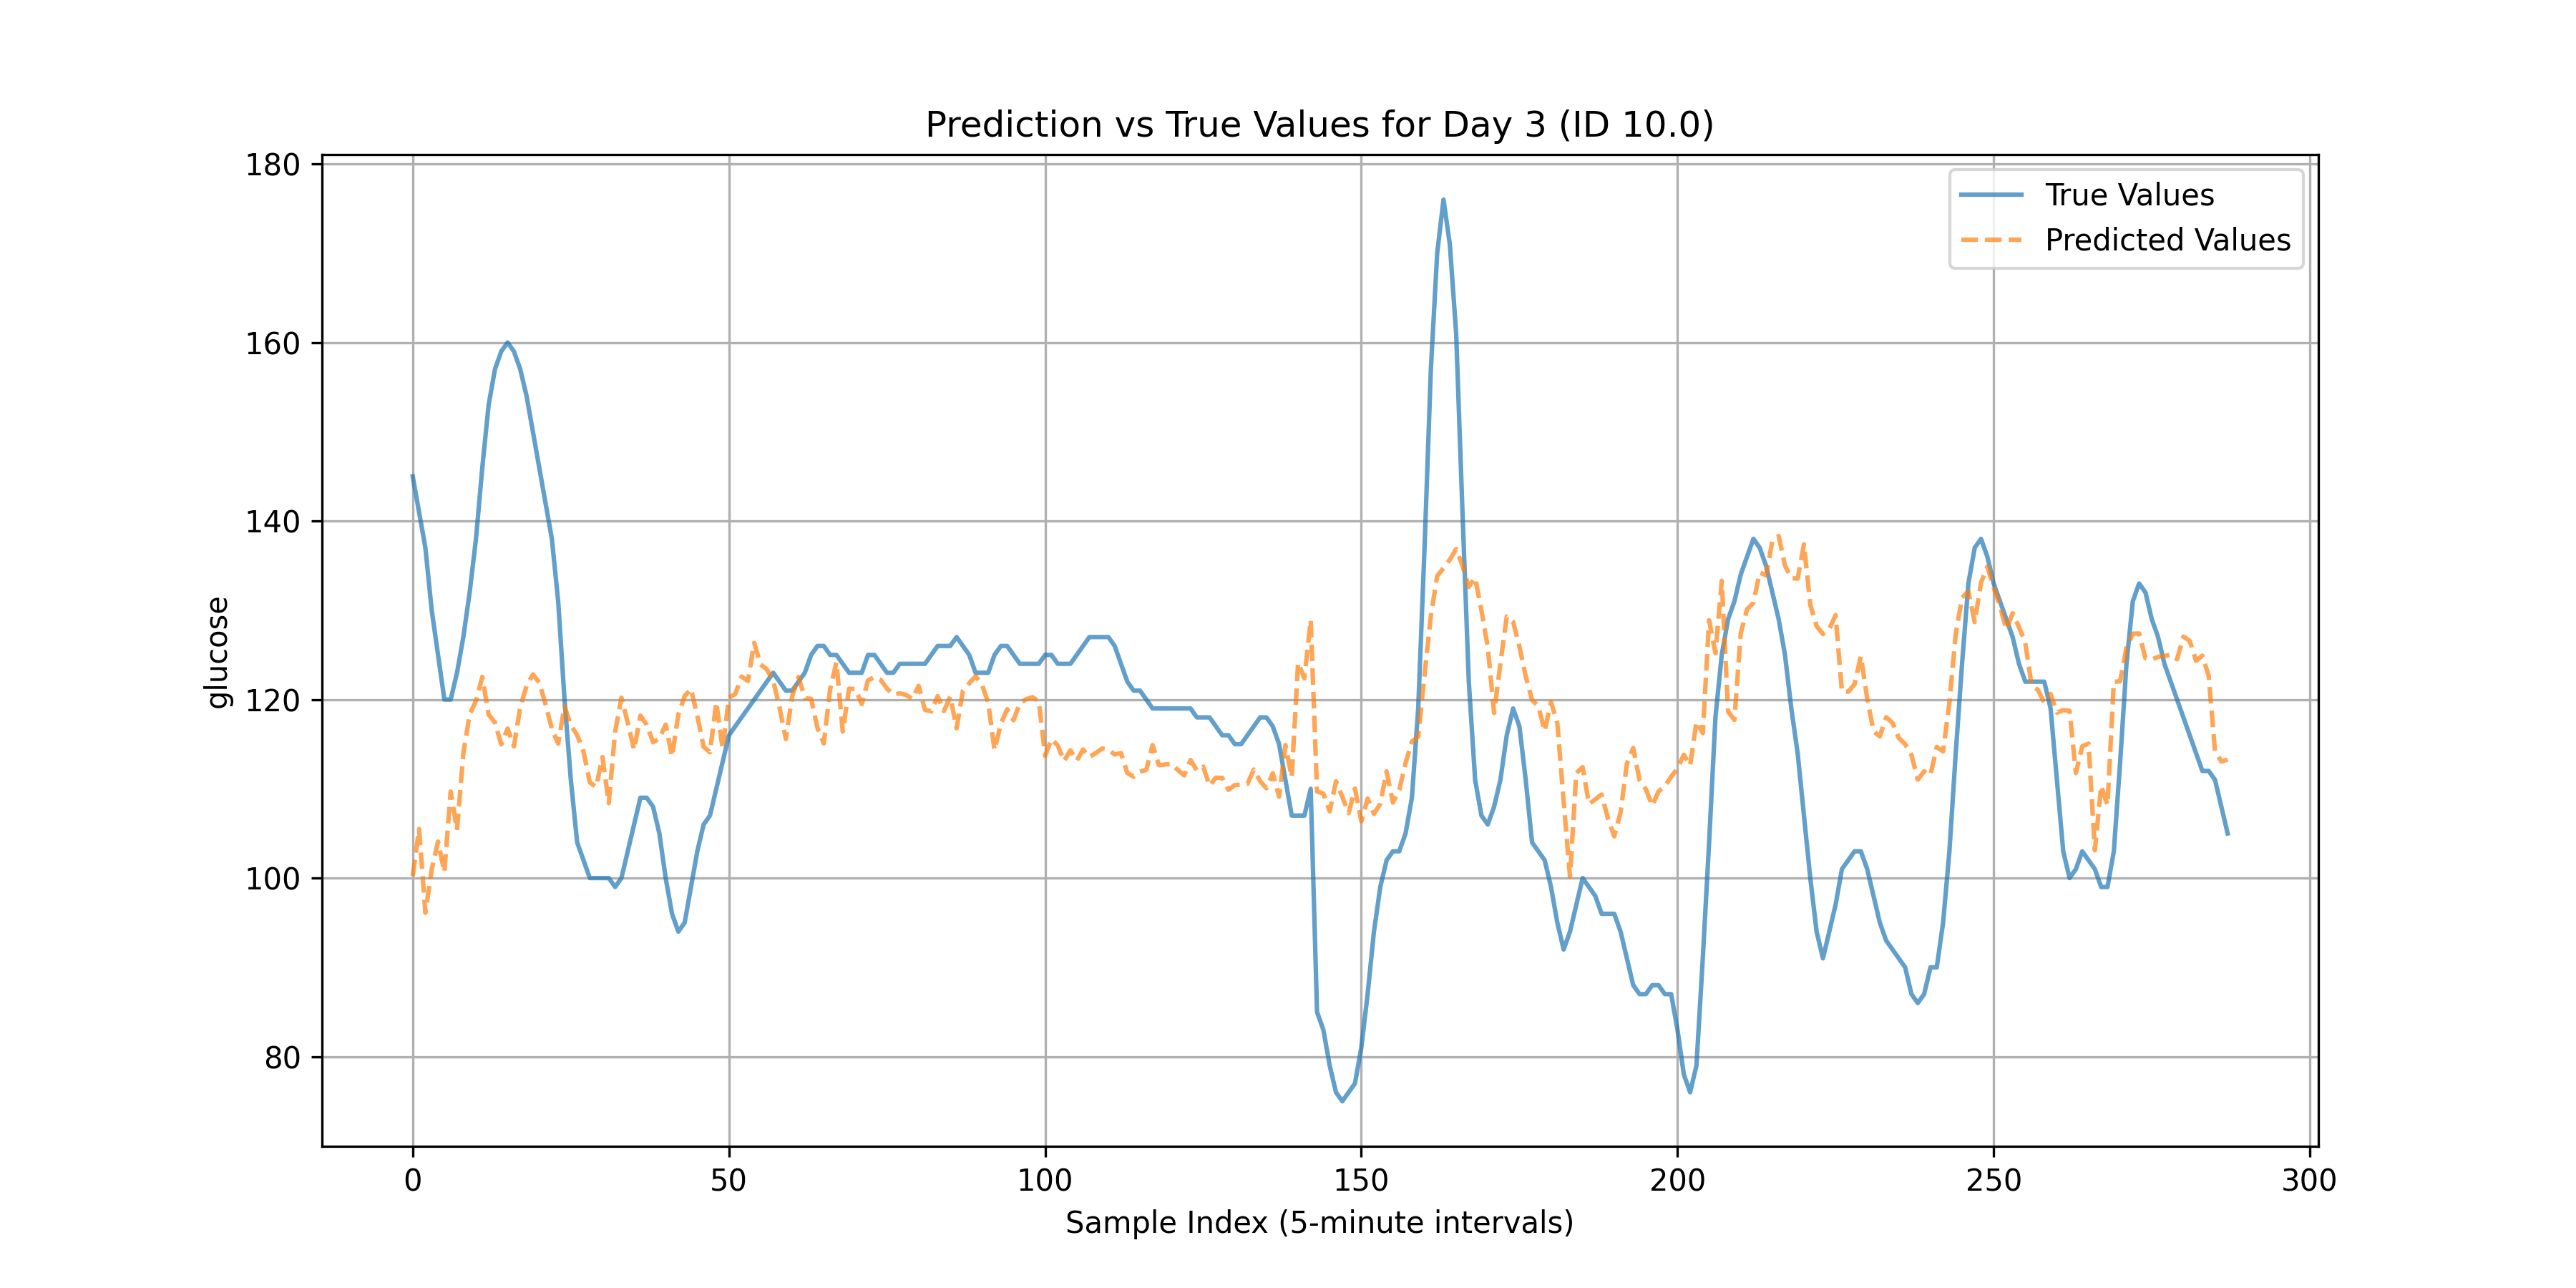 Prediction vs True Values for Day 3 (ID 10.0)
True Values
Predicted Values
180
160
140
120
100
80
glucose
0
50
100
150
200
250
300
Sample Index (5-minute intervals)